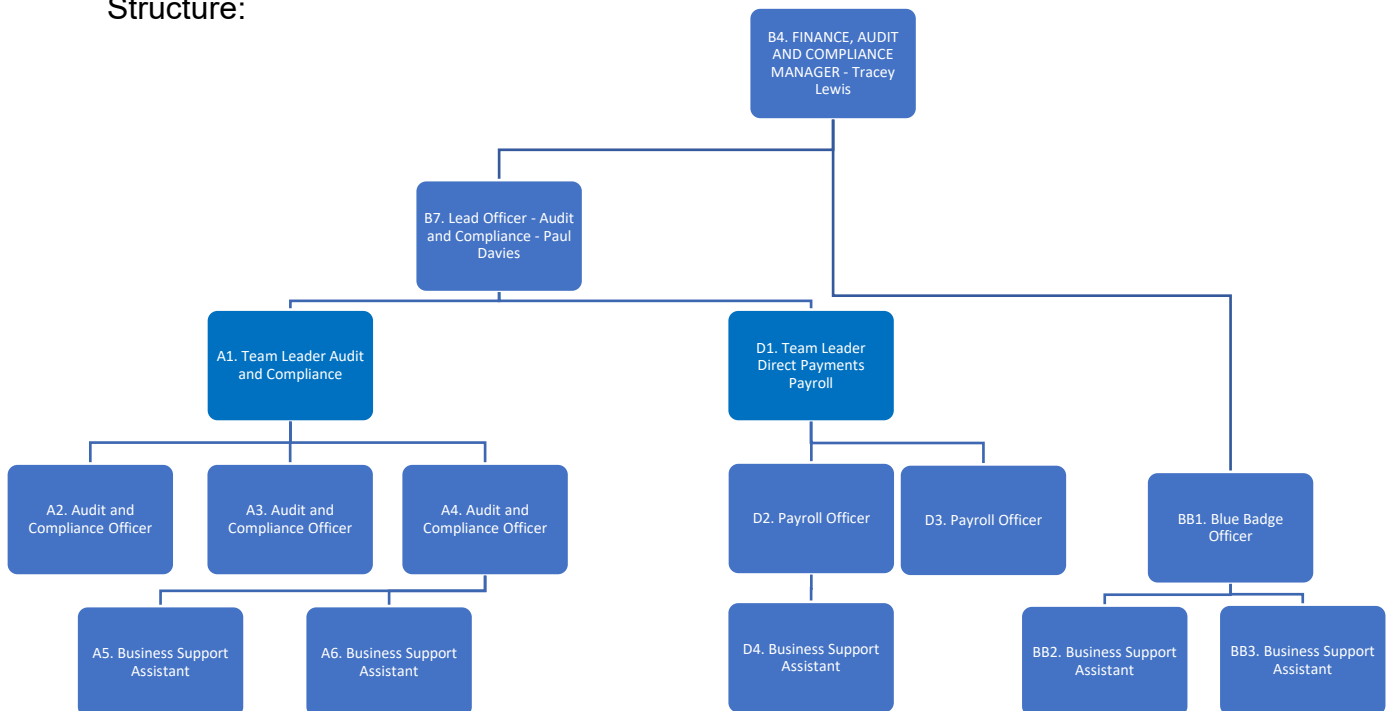 Structure:
B4. FINANCE, AUDIT
AND COMPLIANCE
MANAGER - Tracey
Lewis
B7. Lead Officer - Audit
and Compliance - Paul
Davies
A1. Team Leader Audit
and Compliance
D1. Team Leader
Direct Payments
Payroll
A2. Audit and
Compliance Officer
A3. Audit and
Compliance Officer
A4. Audit and
Compliance Officer
D2. Payroll Officer
D3. Payroll Officer
BB1. Blue Badge
Officer
A5. Business Support
Assistant
A6. Business Support
Assistant
D4. Business Support
Assistant
BB2. Business Support
Assistant
BB3. Business Support
Assistant